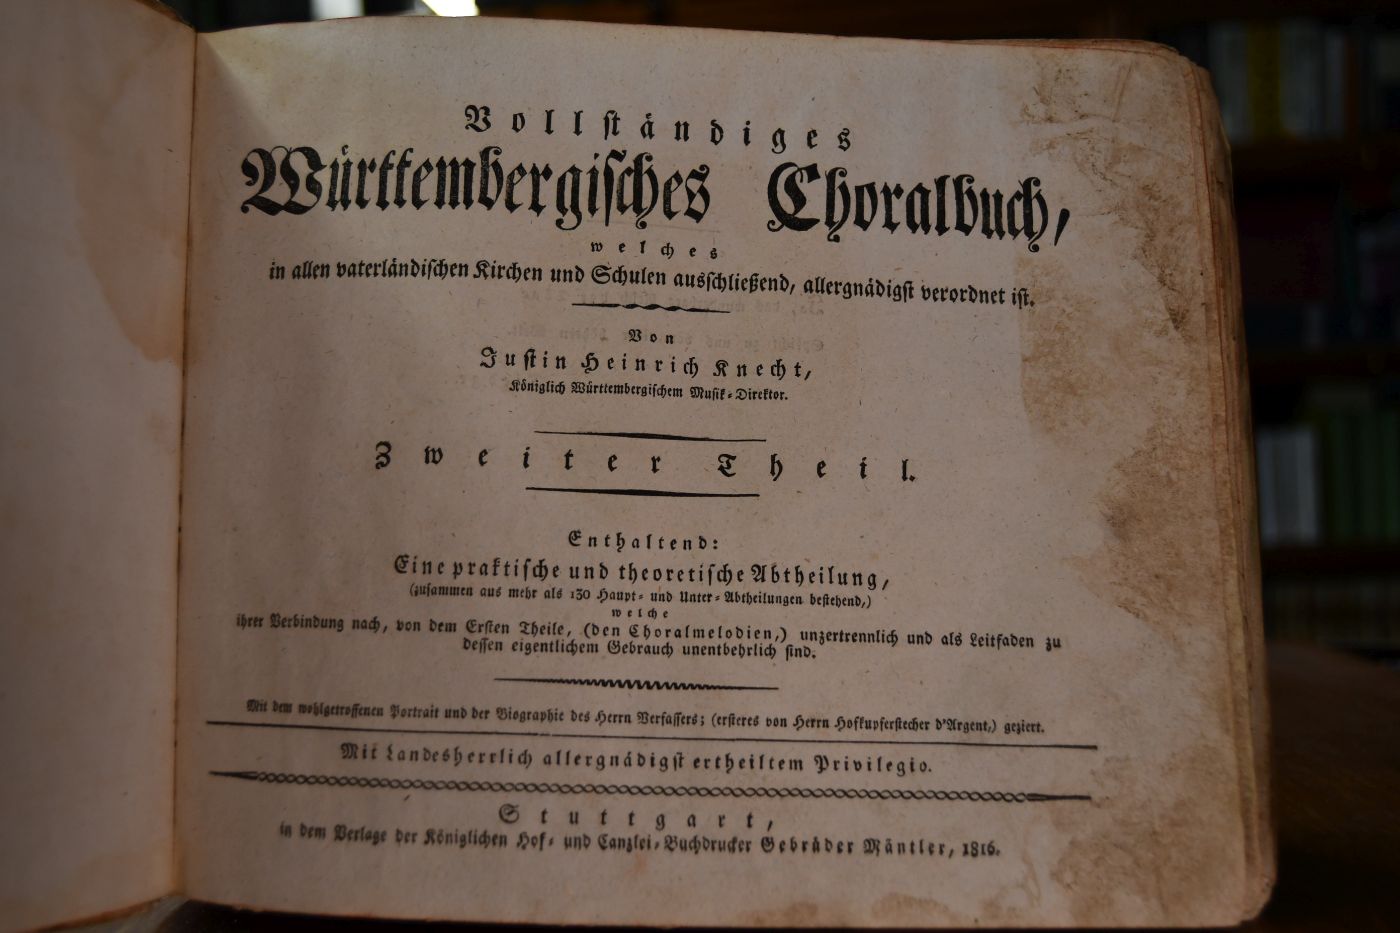 Vollständiges
Württembergisches Choralbuch,
welches
in allen vaterländischen Kirchen und Schulen ausschließend, allergnädigst verordnet ist.
Von
Justin Heinrich Knecht,
Königlich Württembergischem Musik-Direktor.
Zweiter Theil.
Enthaltend:
Eine praktische und theoretische Abtheilung,
(zusammen aus mehr als 130 Haupt- und Unter-Abtheilungen bestehend,)
welche
ihrer Verbindung nach, von dem Ersten Theile, (den Choralmelodien,) unzertrennlich und als Leitfaden zu
dessen eigentlichem Gebrauch unentbehrlich sind.
Mit dem wohlgetroffenen Portrait und der Biographie des Herrn Verfassers; (ersteres von Herrn Hofkupferstecher d'Argent,) geziert.
Mit Landesherrlich allergnädigst ertheiltem Privilegio.
Stuttgart,
in dem Verlage der Königlichen Hof- und Canzlei-Buchdrucker Gebrüder Mäntler, 1816.